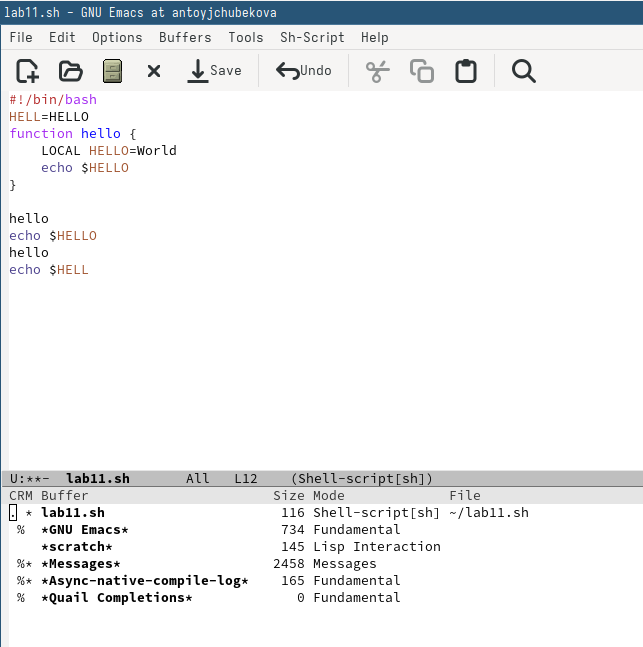 lab11.sh – GNU Emacs at antoyjchubekova
File Edit Options Buffers Tools Sh-Script Help
Save Undo
#!/bin/bash
HELL=HELLO
function hello {
    LOCAL HELLO=World
    echo $HELLO
}
hello
echo $HELLO
hello
echo $HELL
U:**-  lab11.sh       All   L12    (Shell-script[sh])
CRM Buffer                Size Mode             File
. * lab11.sh               116 Shell-script[sh] ~/lab11.sh
 %  *GNU Emacs*            734 Fundamental
    *scratch*              145 Lisp Interaction
 %* *Messages*            2458 Messages
 %* *Async-native-compile-log*    165 Fundamental
 %  *Quail Completions*      0 Fundamental